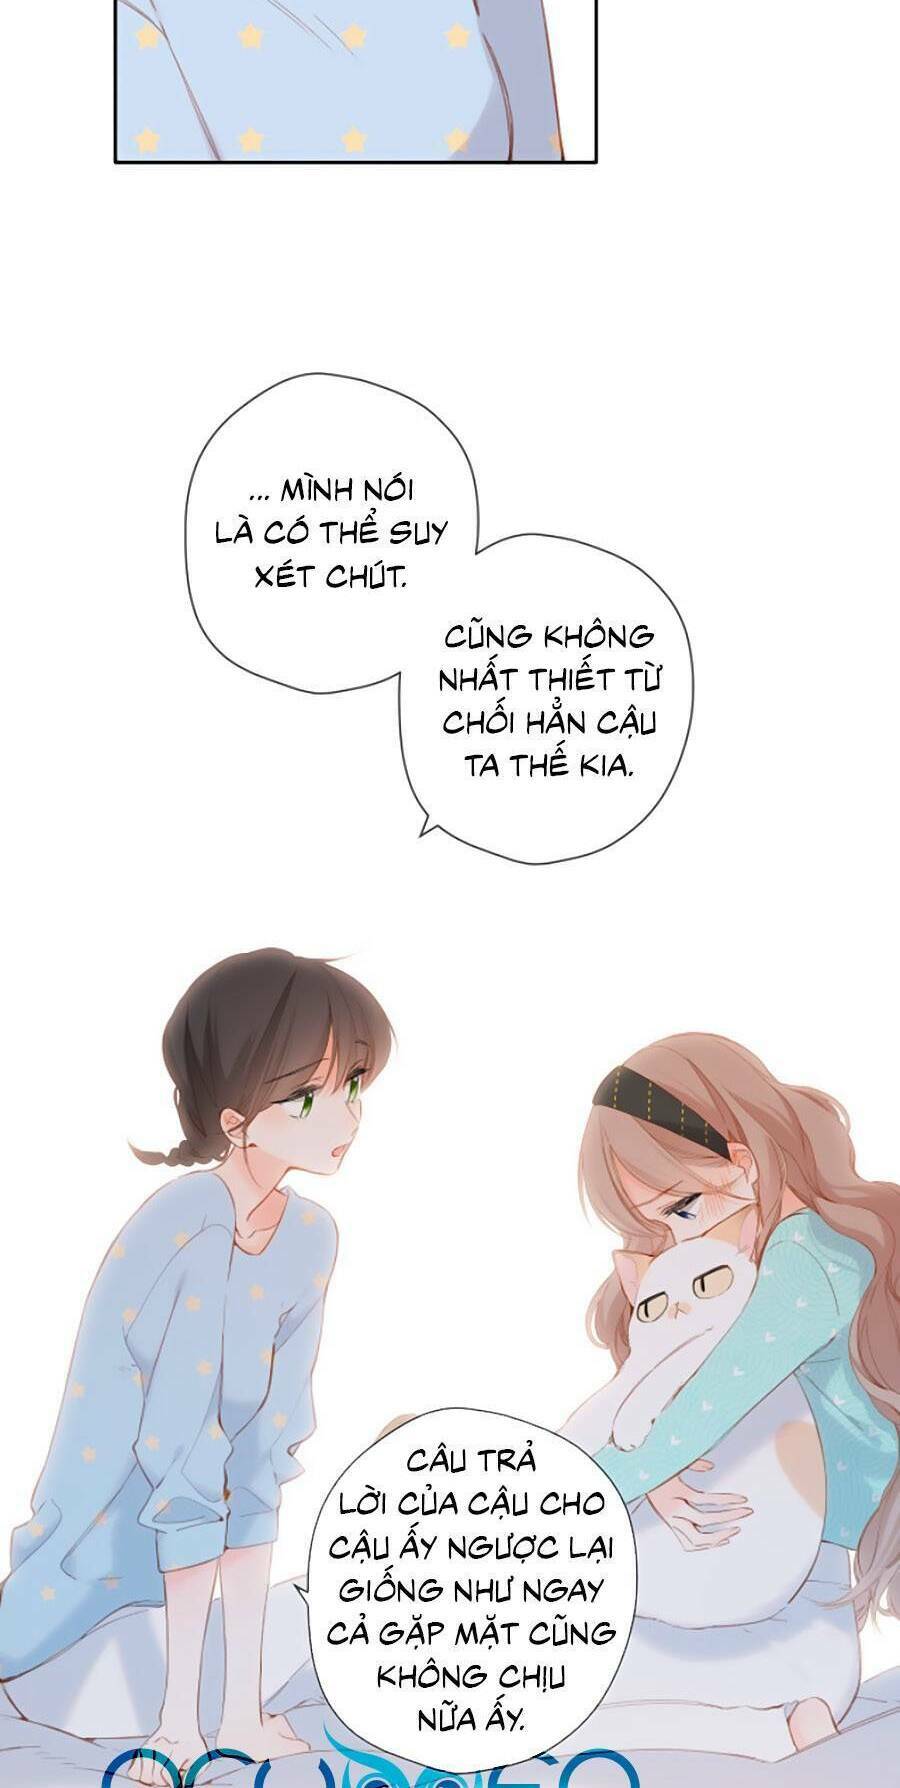 ... MÌNH NÓI
LÀ CÓ THỂ SUY
XÉT CHÚT.
CŨNG KHÔNG
NHẤT THIẾT TỪ
CHỐI HẲN CẬU
TA THẾ KIA.
CÂU TRẢ
LỜI CỦA CẬU CHO
CẬU ẤY NGƯỢC LẠI
GIỐNG NHƯ NGAY
CẢ GẶP MẶT CŨNG
KHÔNG CHỊU
NỮA ẤY.